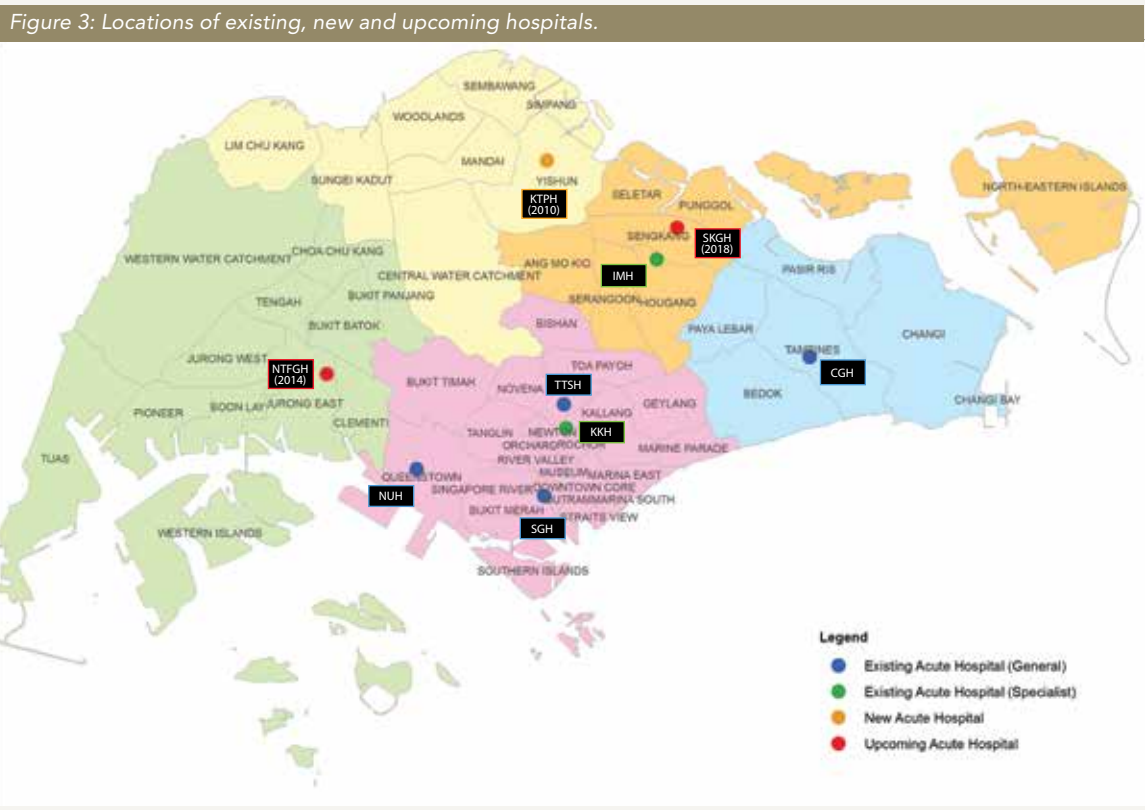 Figure 3: Locations of existing, new and upcoming hospitals.
SEMBAWANG
SIMPANG
WOODLANDS
LIM CHU KANG
MANDAI
SUNGEI KADUT
YISHUN
KTPH
(2010)
SELETAR
PUNGGOL
NORTH-EASTERN ISLANDS
SENGKANG
SKGH
(2018)
WESTERN WATER CATCHMENT
CHOA CHU KANG
ANG MO KIO
IMH
CENTRAL WATER CATCHMENT
PASIR RIS
TENGAH
BUKIT PANJANG
SERANGOON
HOUGANG
BUKIT BATOK
BISHAN
PAYA LEBAR
CHANGI
JURONG WEST
TAMPINES
NTFGH
(2014)
TOA PAYOH
CGH
BUKIT TIMAH
NOVENA
TTSH
BEDOK
CHANGI BAY
PIONEER
BOON LAY
JURONG EAST
GEYLANG
KALLANG
CLEMENTI
TANGLIN
NEWTON
KKH
ORCHARD
ROCHOR
MARINE PARADE
TUAS
RIVER VALLEY
MUSEUM
MARINA EAST
QUEENSTOWN
SINGAPORE RIVER
DOWNTOWN CORE
NUH
OUTRAM
MARINA SOUTH
BUKIT MERAH
STRAITS VIEW
SGH
WESTERN ISLANDS
SOUTHERN ISLANDS
Legend
Existing Acute Hospital (General)
Existing Acute Hospital (Specialist)
New Acute Hospital
Upcoming Acute Hospital